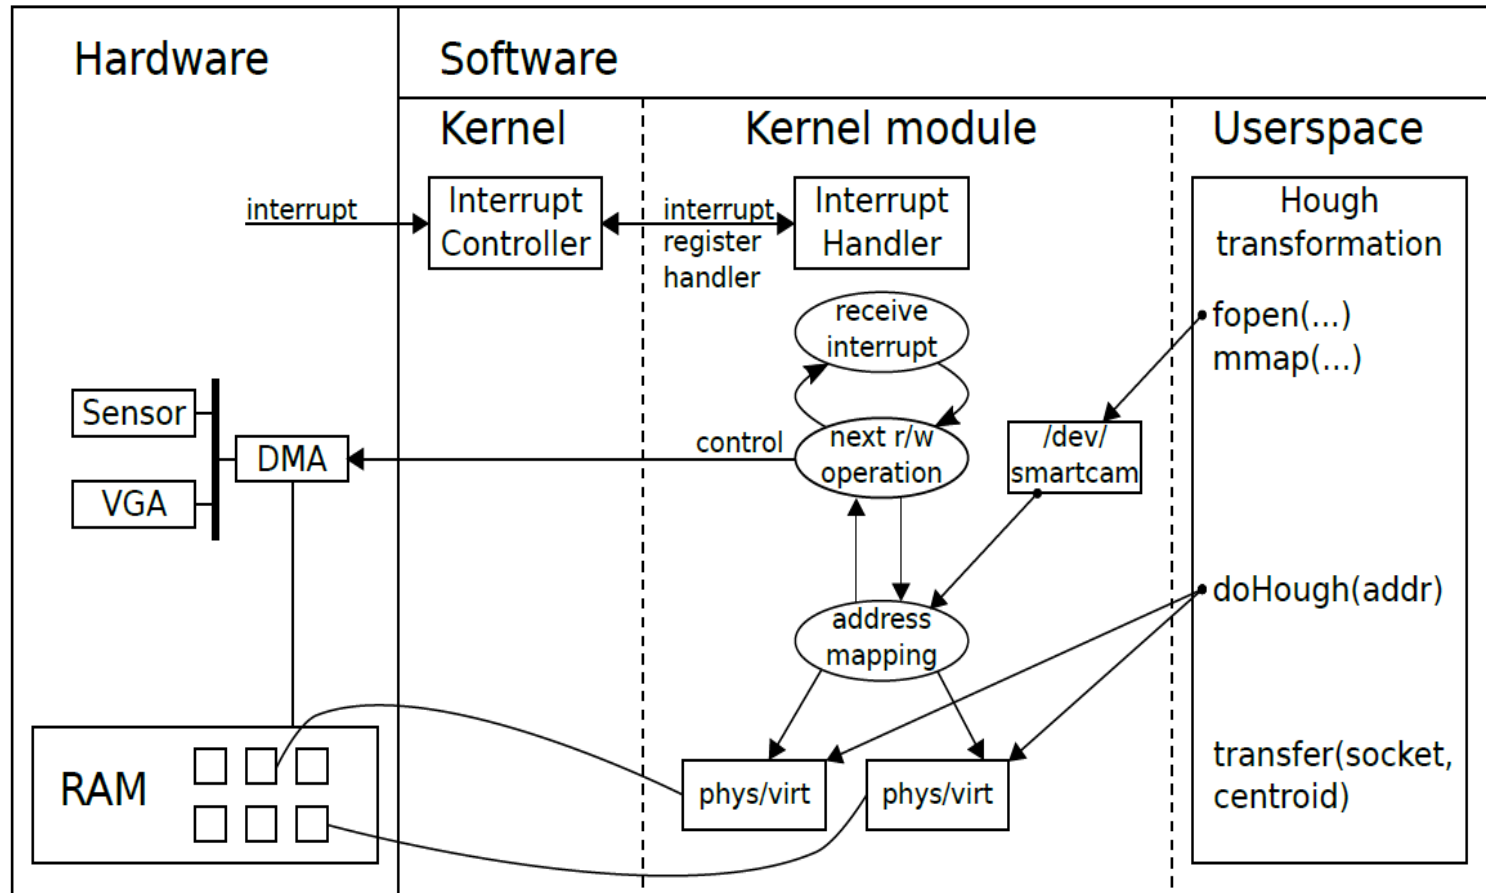 Hardware
Software
Kernel
Kernel module
Userspace
interrupt
Interrupt
Controller
interrupt
register
handler
Interrupt
Handler
Hough
transformation
receive
interrupt
fopen(...)
mmap(...)
Sensor
DMA
VGA
control
next r/w
operation
/dev/
smartcam
address
mapping
doHough(addr)
RAM
phys/virt
phys/virt
transfer(socket,
centroid)